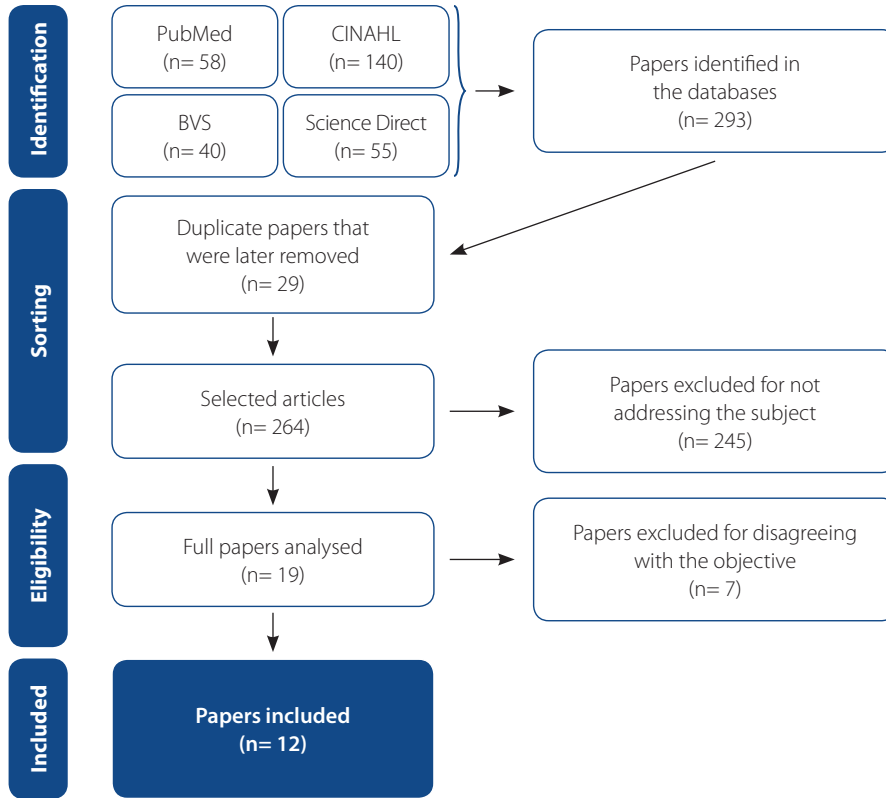 Identification
PubMed
(n= 58)
CINAHL
(n= 140)
BVS
(n= 40)
Science Direct
(n= 55)
Papers identified in
the databases
(n= 293)
Sorting
Duplicate papers that
were later removed
(n= 29)
Selected articles
(n= 264)
Papers excluded for not
addressing the subject
(n= 245)
Eligibility
Full papers analysed
(n= 19)
Papers excluded for disagreeing
with the objective
(n= 7)
Included
Papers included
(n= 12)